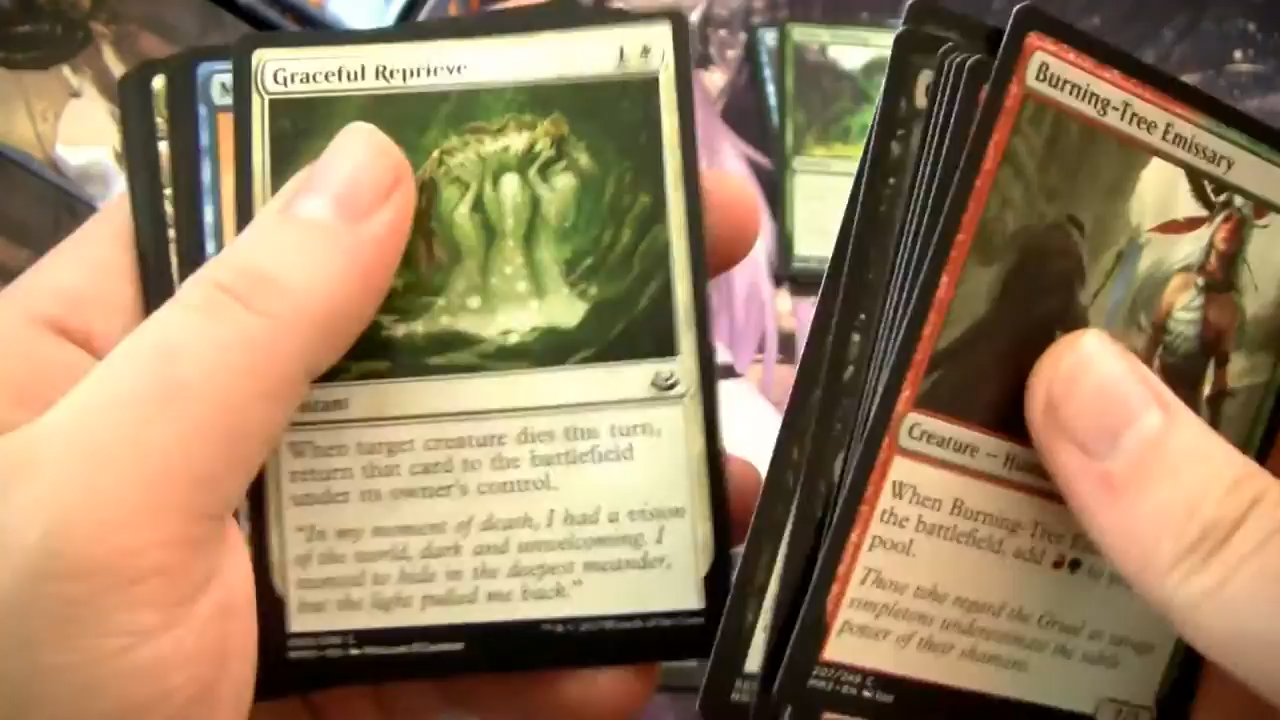 Graceful Reprieve
When target creature dies this turn,
return that card to the battlefield
under its owner's control.
"In my moment of death, I had a vision
of the world, dark and unwelcoming. I
wanted to hide in the deepest meander,
but the light pulled me back."
Burning-Tree Emissary
Creature —
When Burning-Tree
the battlefield, add
pool.
Those who regard the Gruul as savage
simpletons underestimate the subtle
power of their shamans.